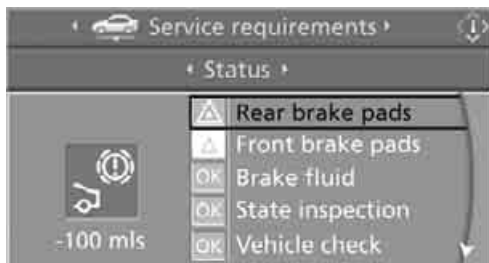 Service requirements
Status
Rear brake pads
Front brake pads
OK Brake fluid
OK State inspection
-100 mls
OK Vehicle check